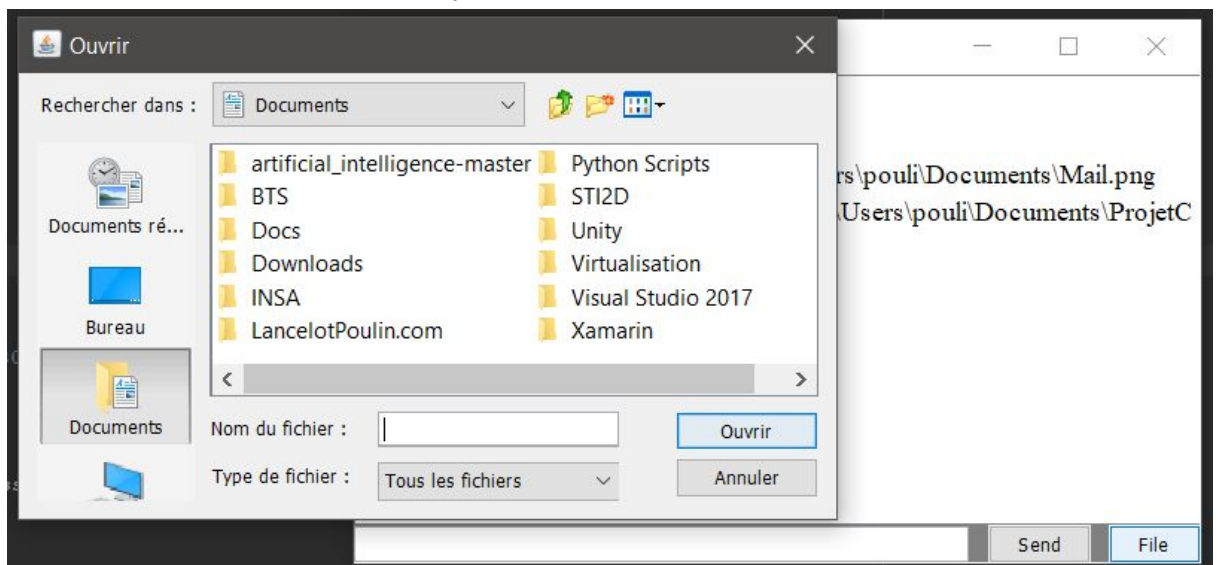 Ouvrir
Rechercher dans :
Documents
artificial_intelligence-master
BTS
Docs
Downloads
INSA
LancelotPoulin.com
Python Scripts
STI2D
Unity
Virtualisation
Visual Studio 2017
Xamarin
Documents ré...
Bureau
Documents
Nom du fichier :
Ouvrir
Type de fichier :
Tous les fichiers
Annuler
rs\pouli\Documents\Mail.png
\Users\pouli\Documents\ProjetC
Send
File